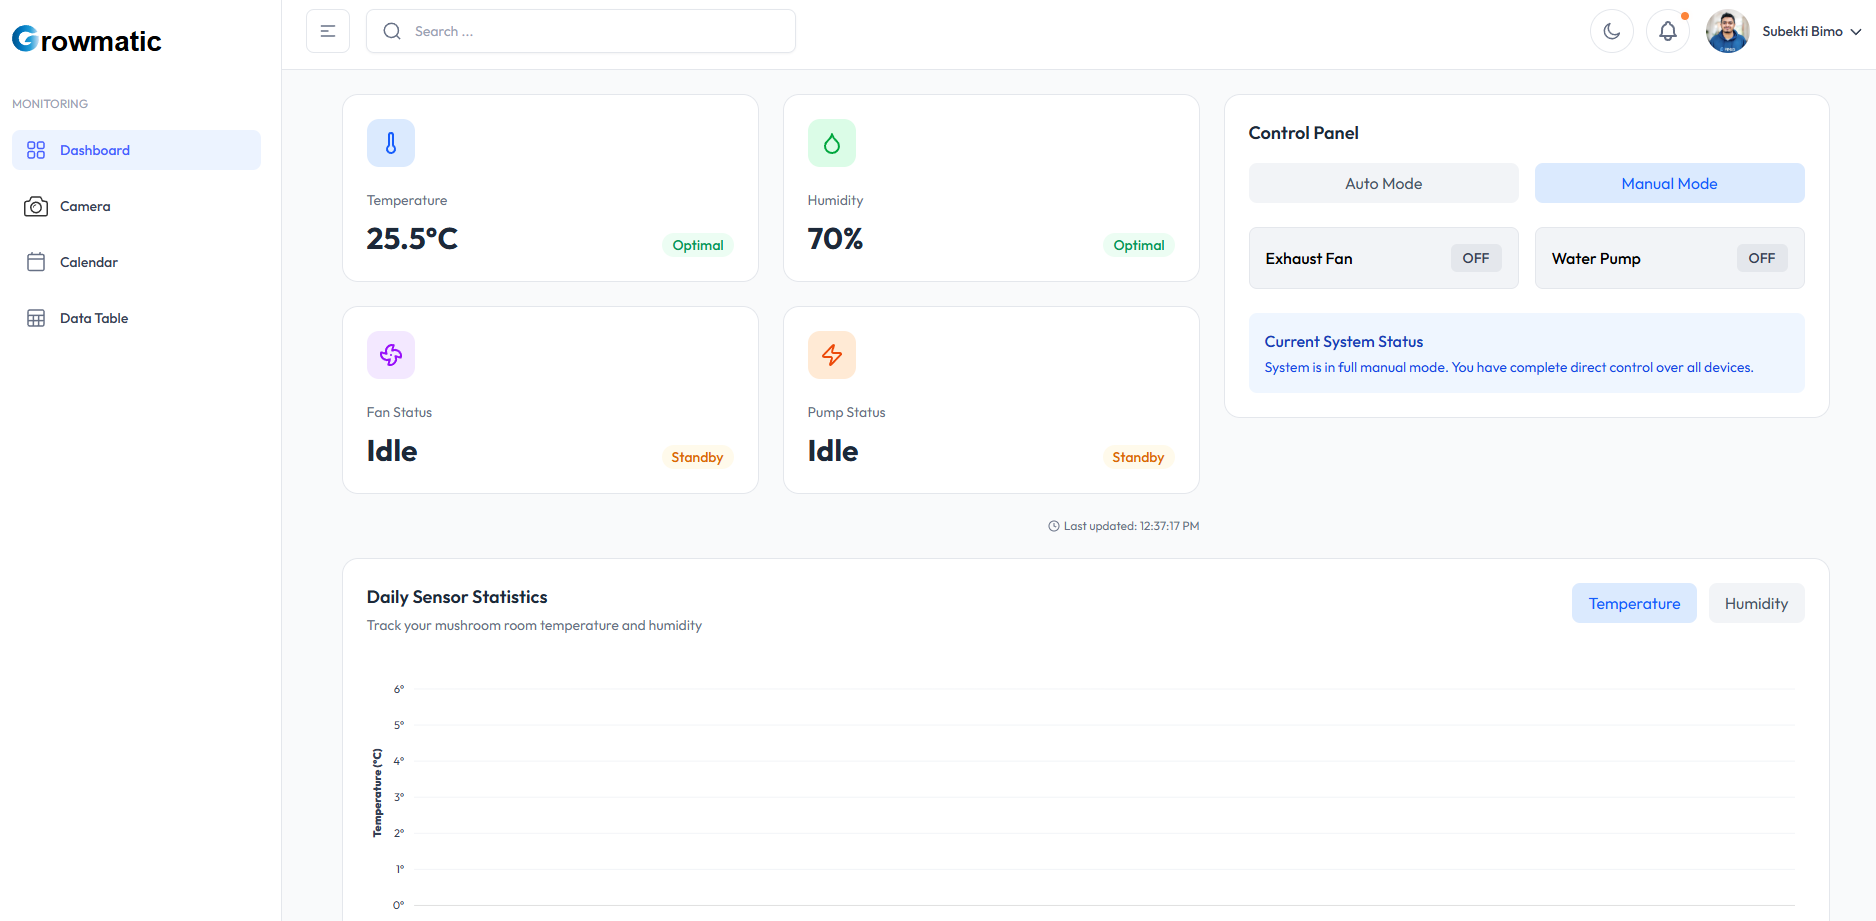 Growmatic
Search ...
Subekti Bimo
MONITORING
Dashboard
Camera
Calendar
Data Table
Temperature
25.5°C
Optimal
Humidity
70%
Optimal
Fan Status
Idle
Standby
Pump Status
Idle
Standby
Last updated: 12:37:17 PM
Control Panel
Auto Mode
Manual Mode
Exhaust Fan
OFF
Water Pump
OFF
Current System Status
System is in full manual mode. You have complete direct control over all devices.
Daily Sensor Statistics
Track your mushroom room temperature and humidity
Temperature
Humidity
Temperature (°C)
6°
5°
4°
3°
2°
1°
0°